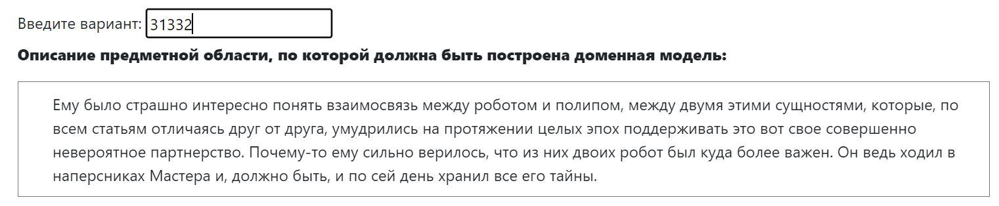 Введите вариант: 31332
Описание предметной области, по которой должна быть построена доменная модель:
Ему было страшно интересно понять взаимосвязь между роботом и полипом, между двумя этими сущностями, которые, по
всем статьям отличаясь друг от друга, умудрились на протяжении целых эпох поддерживать это вот свое совершенно
невероятное партнерство. Почему-то ему сильно верилось, что из них двоих робот был куда более важен. Он ведь ходил в
наперсниках Мастера и, должно быть, и по сей день хранил все его тайны.